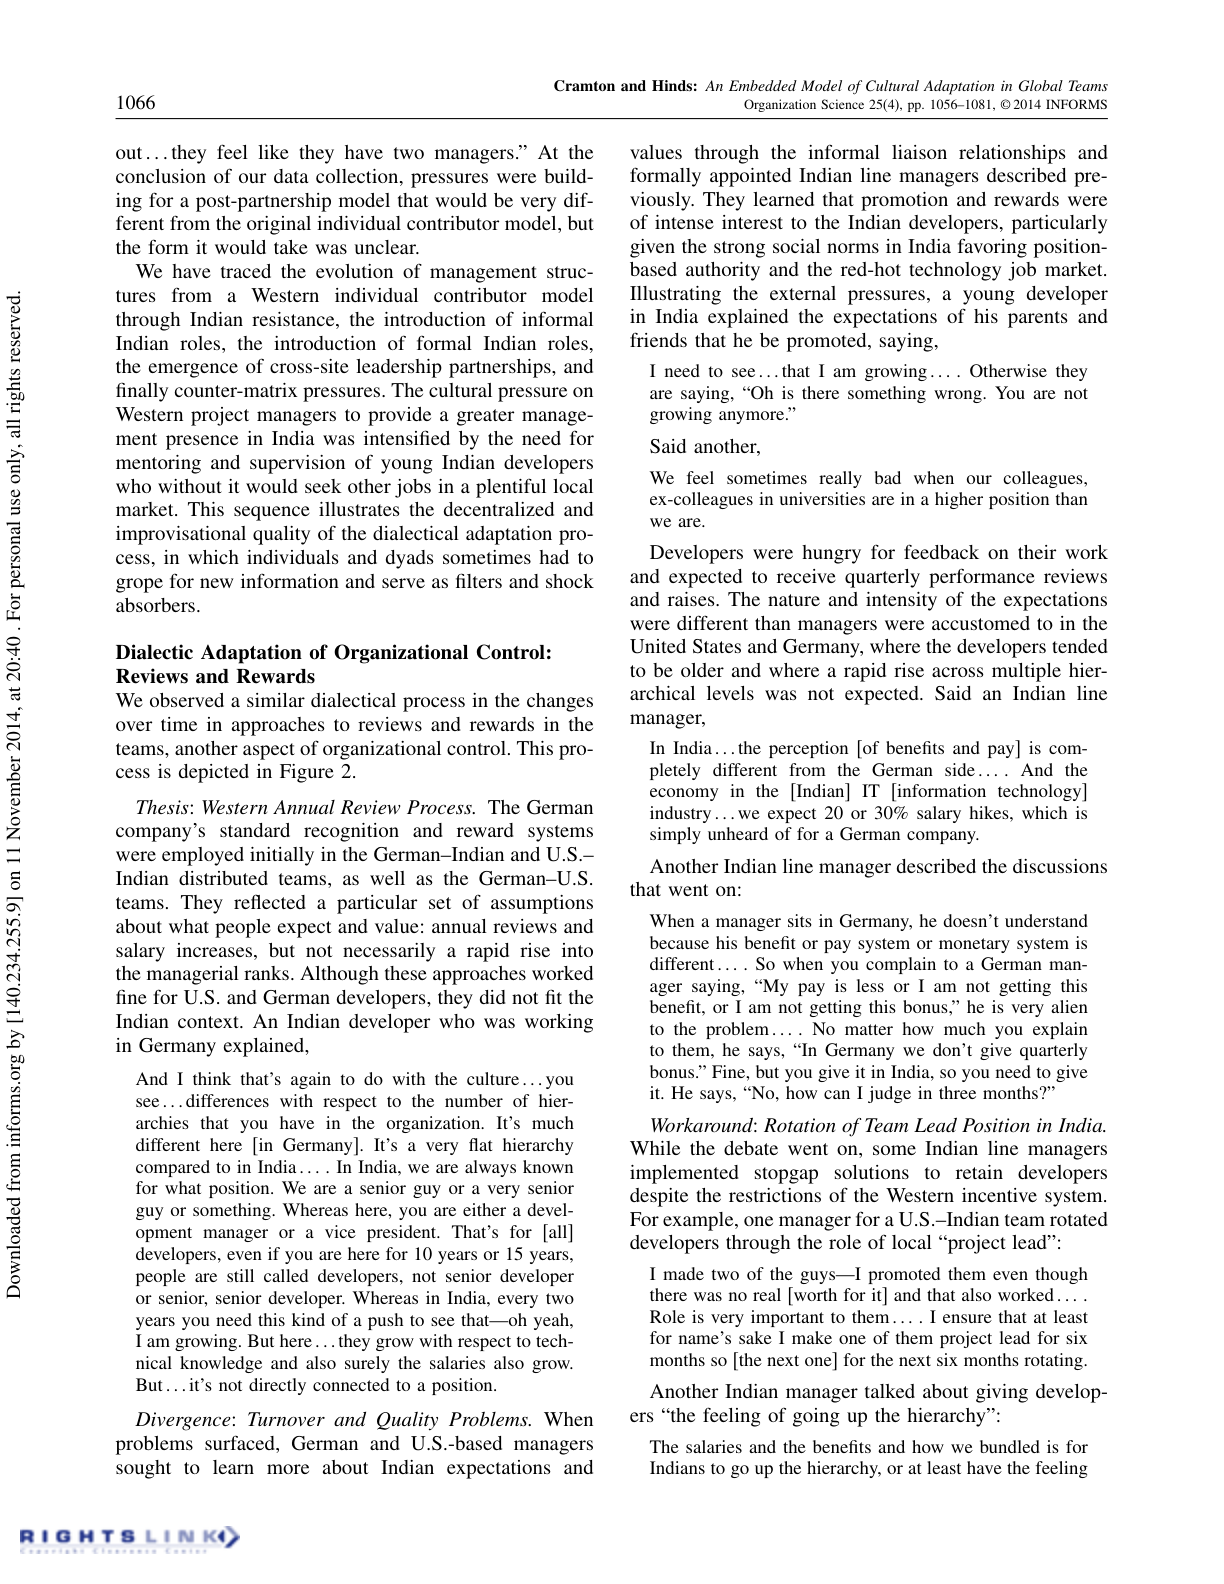 Cramton and Hinds: An Embedded Model of Cultural Adaptation in Global Teams
1066
Organization Science 25(4), pp. 1056–1081, © 2014 INFORMS
out...they feel like they have two managers.” At the
conclusion of our data collection, pressures were build-
ing for a post-partnership model that would be very dif-
ferent from the original individual contributor model, but
the form it would take was unclear.
We have traced the evolution of management struc-
tures from a Western individual contributor model
through Indian resistance, the introduction of informal
Indian roles, the introduction of formal Indian roles,
the emergence of cross-site leadership partnerships, and
finally counter-matrix pressures. The cultural pressure on
Western project managers to provide a greater manage-
ment presence in India was intensified by the need for
mentoring and supervision of young Indian developers
who without it would seek other jobs in a plentiful local
market. This sequence illustrates the decentralized and
improvisational quality of the dialectical adaptation pro-
cess, in which individuals and dyads sometimes had to
grope for new information and serve as filters and shock
absorbers.
Dialectic Adaptation of Organizational Control:
Reviews and Rewards
We observed a similar dialectical process in the changes
over time in approaches to reviews and rewards in the
teams, another aspect of organizational control. This pro-
cess is depicted in Figure 2.
Thesis: Western Annual Review Process. The German
company’s standard recognition and reward systems
were employed initially in the German–Indian and U.S.–
Indian distributed teams, as well as the German–U.S.
teams. They reflected a particular set of assumptions
about what people expect and value: annual reviews and
salary increases, but not necessarily a rapid rise into
the managerial ranks. Although these approaches worked
fine for U.S. and German developers, they did not fit the
Indian context. An Indian developer who was working
in Germany explained,
And I think that’s again to do with the culture...you
see...differences with respect to the number of hier-
archies that you have in the organization. It’s much
different here [in Germany]. It’s a very flat hierarchy
compared to in India.... In India, we are always known
for what position. We are a senior guy or a very senior
guy or something. Whereas here, you are either a devel-
opment manager or a vice president. That’s for [all]
developers, even if you are here for 10 years or 15 years,
people are still called developers, not senior developer
or senior, senior developer. Whereas in India, every two
years you need this kind of a push to see that—oh yeah,
I am growing. But here...they grow with respect to tech-
nical knowledge and also surely the salaries also grow.
But...it’s not directly connected to a position.
Divergence: Turnover and Quality Problems. When
problems surfaced, German and U.S.-based managers
sought to learn more about Indian expectations and
values through the informal liaison relationships and
formally appointed Indian line managers described pre-
viously. They learned that promotion and rewards were
of intense interest to the Indian developers, particularly
given the strong social norms in India favoring position-
based authority and the red-hot technology job market.
Illustrating the external pressures, a young developer
in India explained the expectations of his parents and
friends that he be promoted, saying,
I need to see...that I am growing.... Otherwise they
are saying, “Oh is there something wrong. You are not
growing anymore.”
Said another,
We feel sometimes really bad when our colleagues,
ex-colleagues in universities are in a higher position than
we are.
Developers were hungry for feedback on their work
and expected to receive quarterly performance reviews
and raises. The nature and intensity of the expectations
were different than managers were accustomed to in the
United States and Germany, where the developers tended
to be older and where a rapid rise across multiple hier-
archical levels was not expected. Said an Indian line
manager,
In India...the perception [of benefits and pay] is com-
pletely different from the German side.... And the
economy in the [Indian] IT [information technology]
industry...we expect 20 or 30% salary hikes, which is
simply unheard of for a German company.
Another Indian line manager described the discussions
that went on:
When a manager sits in Germany, he doesn’t understand
because his benefit or pay system or monetary system is
different.... So when you complain to a German man-
ager saying, “My pay is less or I am not getting this
benefit, or I am not getting this bonus,” he is very alien
to the problem.... No matter how much you explain
to them, he says, “In Germany we don’t give quarterly
bonus.” Fine, but you give it in India, so you need to give
it. He says, “No, how can I judge in three months?”
Workaround: Rotation of Team Lead Position in India.
While the debate went on, some Indian line managers
implemented stopgap solutions to retain developers
despite the restrictions of the Western incentive system.
For example, one manager for a U.S.–Indian team rotated
developers through the role of local “project lead”:
I made two of the guys—I promoted them even though
there was no real [worth for it] and that also worked....
Role is very important to them.... I ensure that at least
for name’s sake I make one of them project lead for six
months so [the next one] for the next six months rotating.
Another Indian manager talked about giving develop-
ers “the feeling of going up the hierarchy”:
The salaries and the benefits and how we bundled is for
Indians to go up the hierarchy, or at least have the feeling
Downloaded from informs.org by [140.234.255.9] on 11 November 2014, at 20:40 . For personal use only, all rights reserved.
RIGHTSLINK
Copyright Clearance Center